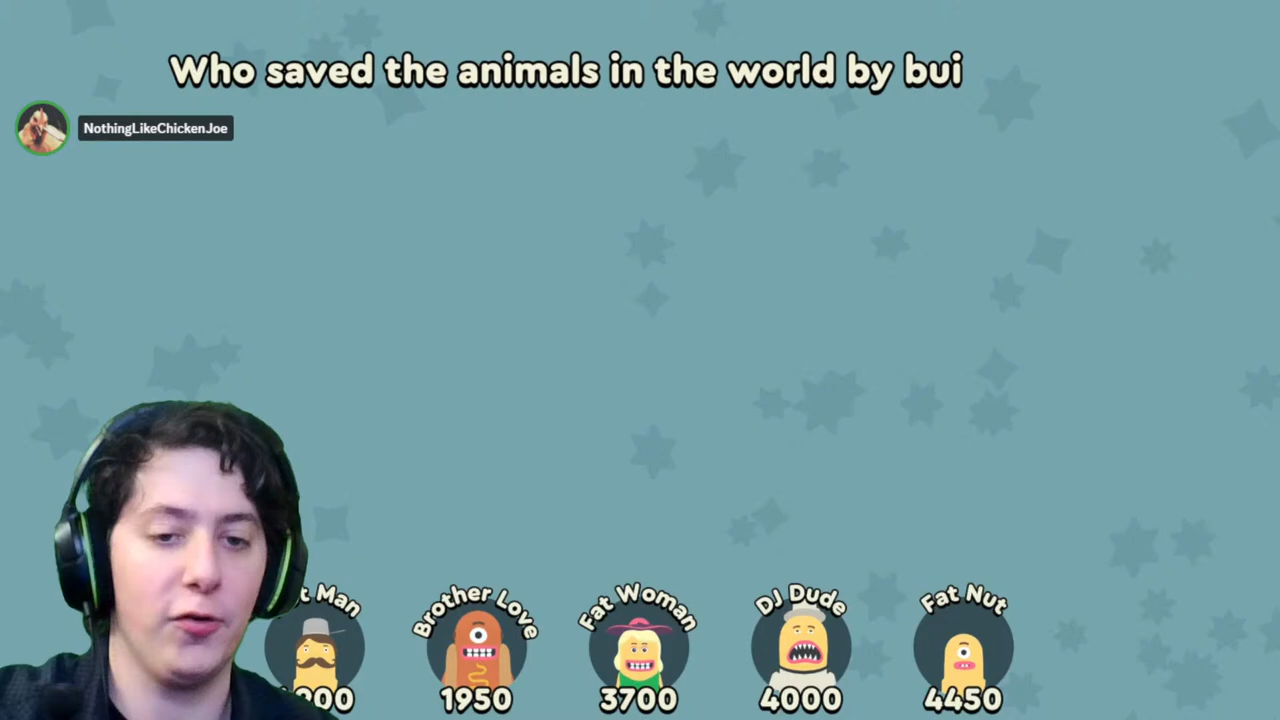 Who saved the animals in the world by bui
NothingLikeChickenJoe
t Man
Brother Love
Fat Woman
DJ Dude
Fat Nut
1950
3700
4000
4450